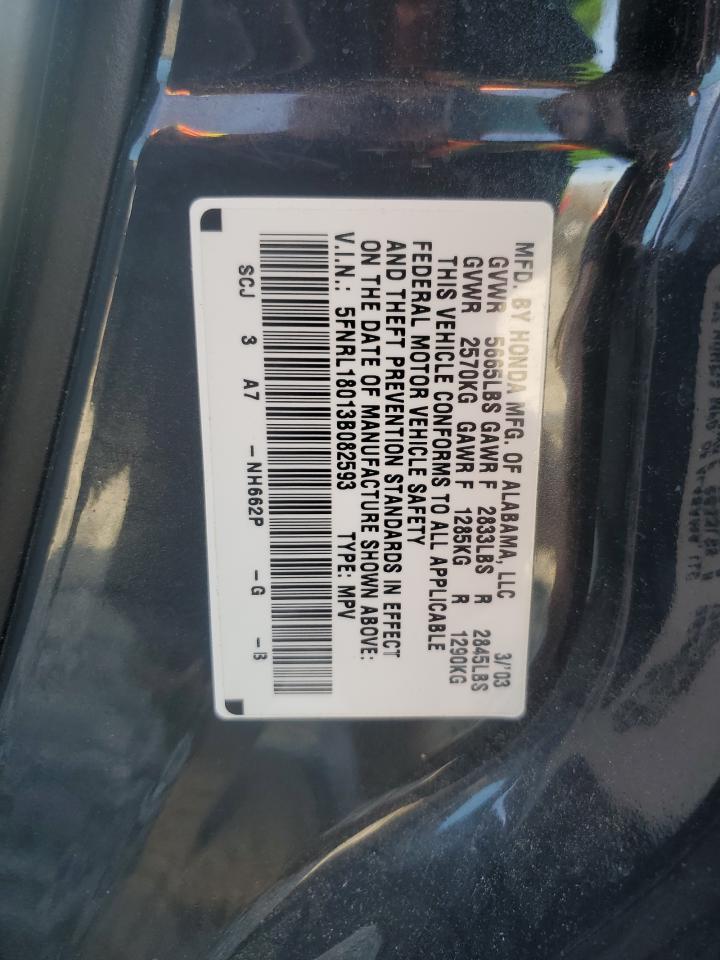 MFD. BY HONDA MFG. OF ALABAMA, LLC 3/'03
GVWR 5665LBS GAWR F 2833LBS R 2845LBS
GVWR 2570KG GAWR F 1285KG R 1290KG
THIS VEHICLE CONFORMS TO ALL APPLICABLE
FEDERAL MOTOR VEHICLE SAFETY
AND THEFT PREVENTION STANDARDS IN EFFECT
ON THE DATE OF MANUFACTURE SHOWN ABOVE:
V.I.N.: 5FNRL18013B082593 TYPE: MPV
SCJ 3 A7 -NH662P -G -B